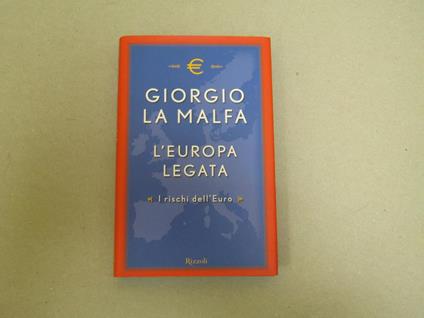 €
GIORGIO
LA MALFA
L'EUROPA
LEGATA
I rischi dell'Euro
Rizzoli